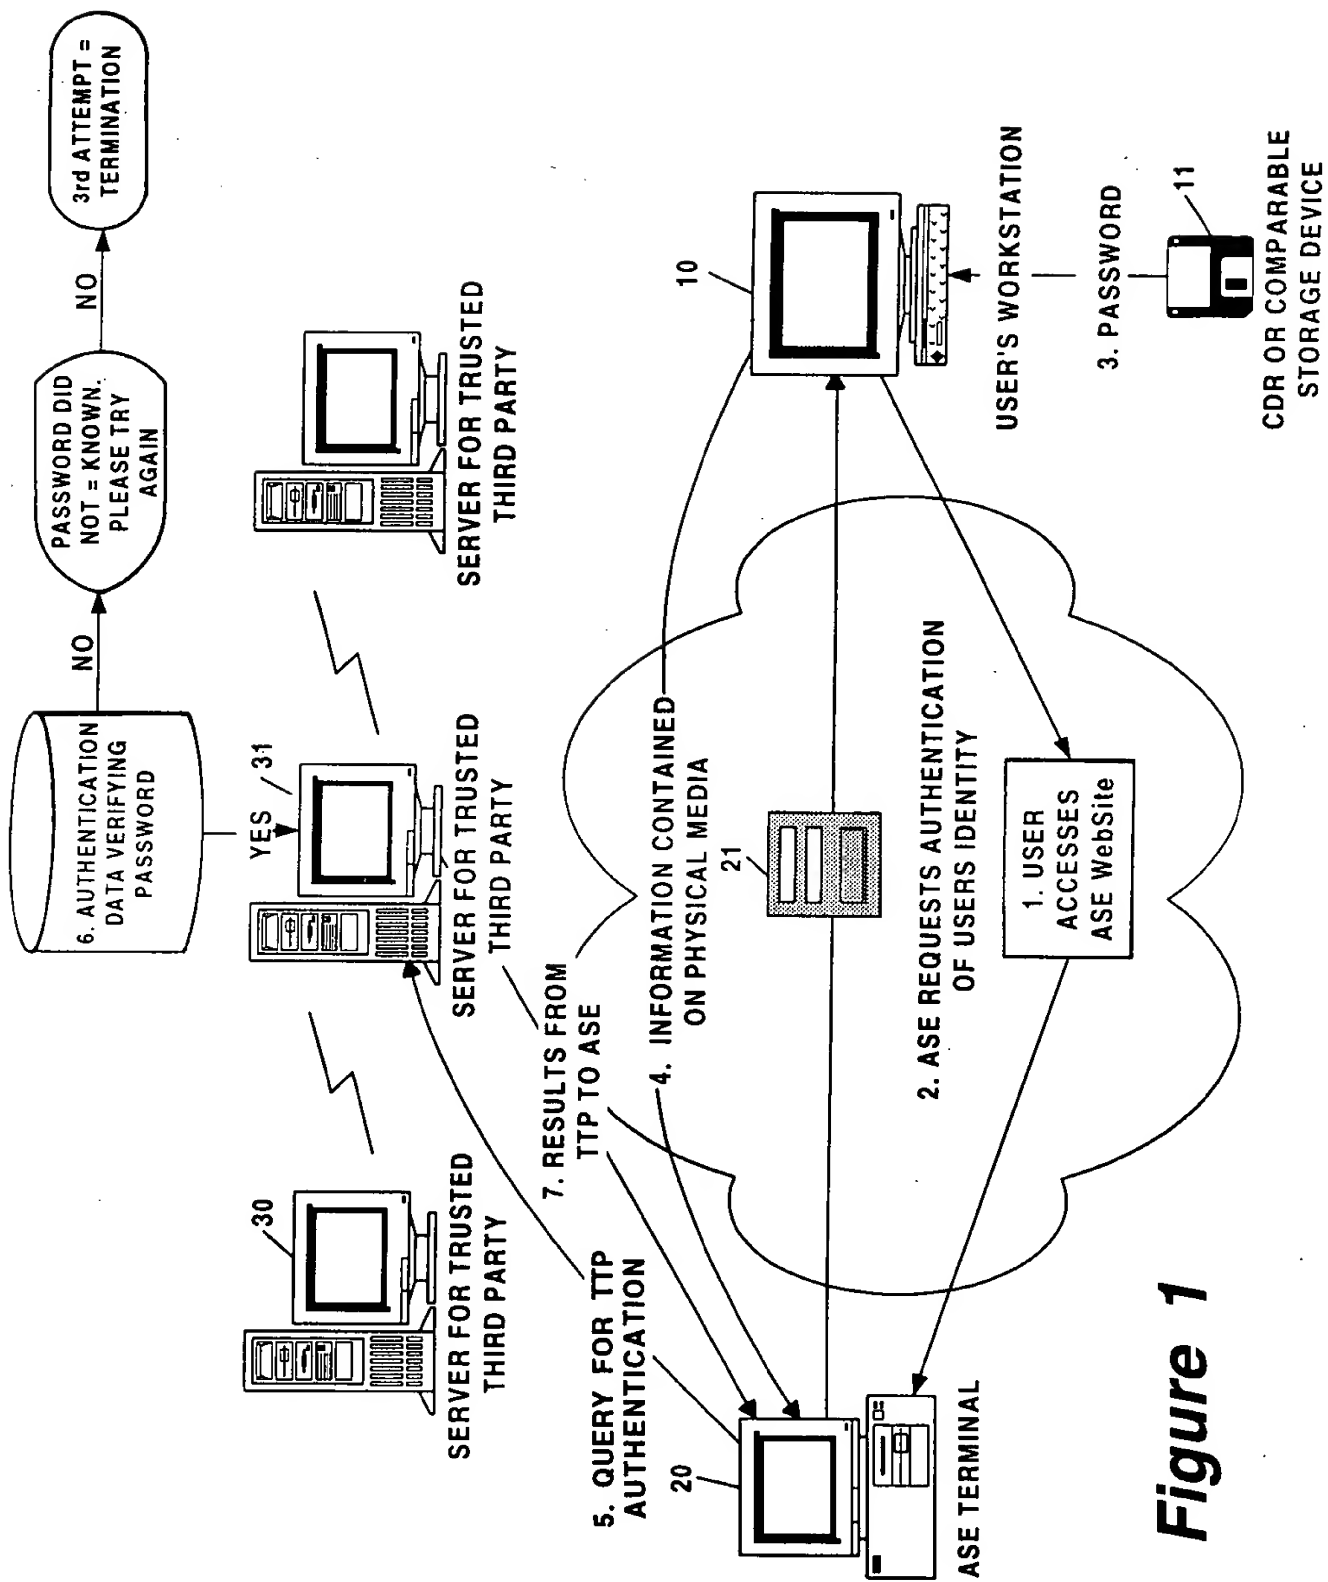 6. AUTHENTICATION
DATA VERIFYING
PASSWORD
NO
PASSWORD DID
NOT = KNOWN.
PLEASE TRY
AGAIN
NO
3rd ATTEMPT =
TERMINATION
YES
30
SERVER FOR TRUSTED
THIRD PARTY
31
SERVER FOR TRUSTED
THIRD PARTY
SERVER FOR TRUSTED
THIRD PARTY
5. QUERY FOR TTP
AUTHENTICATION
7. RESULTS FROM
TTP TO ASE
4. INFORMATION CONTAINED
ON PHYSICAL MEDIA
20
ASE TERMINAL
21
10
USER'S WORKSTATION
2. ASE REQUESTS AUTHENTICATION
OF USERS IDENTITY
1. USER
ACCESSES
ASE WebSite
3. PASSWORD
11
CDR OR COMPARABLE
STORAGE DEVICE
Figure 1